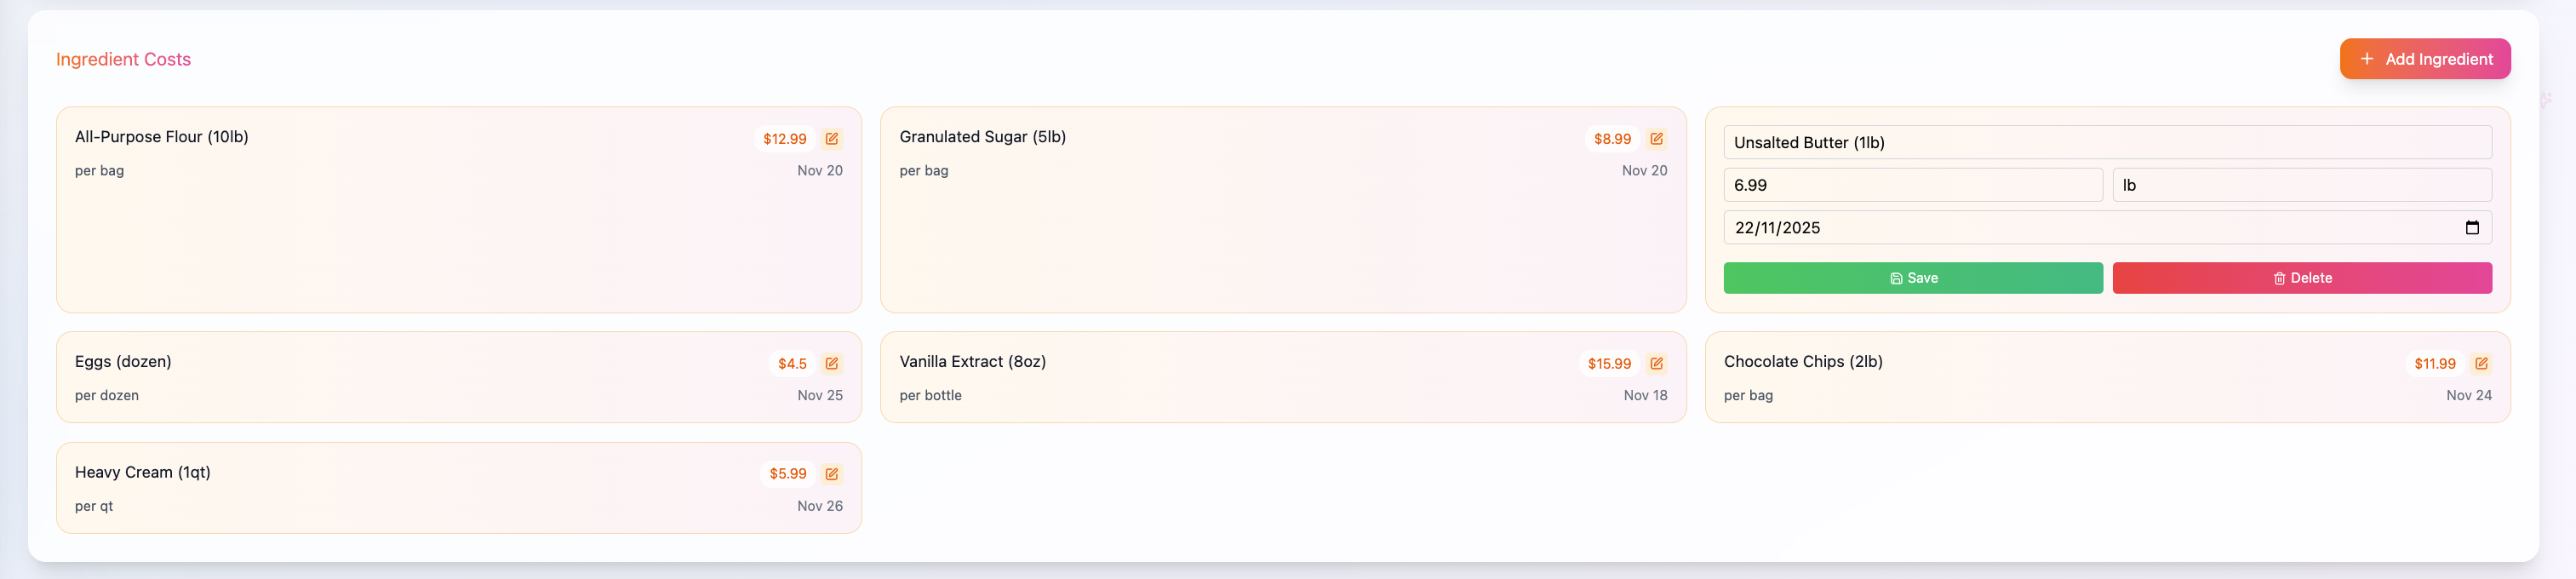 Ingredient Costs
Add Ingredient
All-Purpose Flour (10lb)
$12.99
per bag
Nov 20
Granulated Sugar (5lb)
$8.99
per bag
Nov 20
Unsalted Butter (1lb)
6.99
lb
22/11/2025
Save
Delete
Eggs (dozen)
$4.5
per dozen
Nov 25
Vanilla Extract (8oz)
$15.99
per bottle
Nov 18
Chocolate Chips (2lb)
$11.99
per bag
Nov 24
Heavy Cream (1qt)
$5.99
per qt
Nov 26